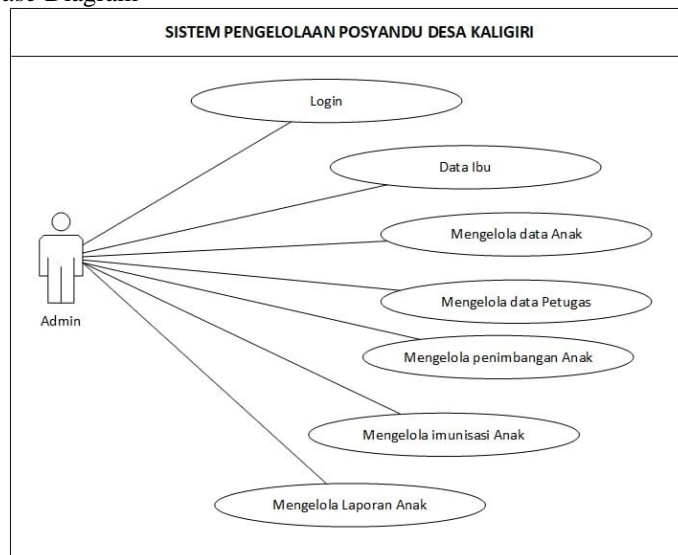 ase Diagram
SISTEM PENGELOLAAN POSYANDU DESA KALIGIRI
Login
Data Ibu
Mengelola data Anak
Mengelola data Petugas
Admin
Mengelola penimbangan Anak
Mengelola imunisasi Anak
Mengelola Laporan Anak